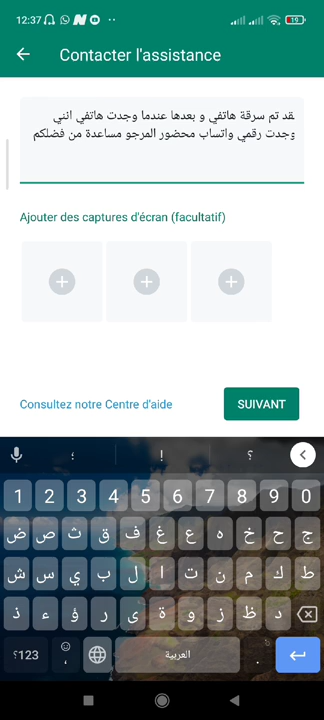 12:37
19
Contacter l'assistance
لقد تم سرقة هاتفي و بعدها عندما وجدت هاتفي انني
وجدت رقمي واتساب محضور المرجو مساعدة من فضلكم
Ajouter des captures d'écran (facultatif)
Consultez notre Centre d'aide
SUIVANT
؛ ! ؟
1 2 3 4 5 6 7 8 9 0
ض ص ث ق ف غ ع ه خ ح ج
ش س ي ب ل ا ت ن م ك ط
ذ ء ؤ ر ى ة و ز ظ د
؟123 ، العربية .